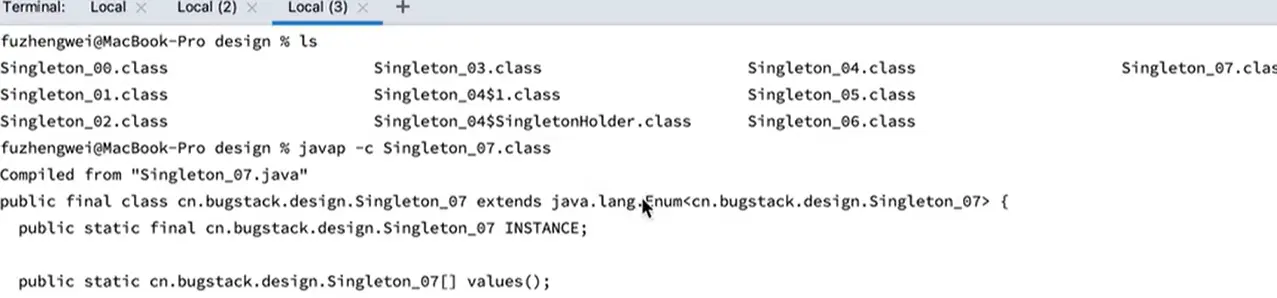 Terminal: Local × Local (2) × Local (3) × +
fuzhengwei@MacBook-Pro design % ls
Singleton_00.class Singleton_03.class Singleton_04.class Singleton_07.clas
Singleton_01.class Singleton_04$1.class Singleton_05.class
Singleton_02.class Singleton_04$SingletonHolder.class Singleton_06.class
fuzhengwei@MacBook-Pro design % javap -c Singleton_07.class
Compiled from "Singleton_07.java"
public final class cn.bugstack.design.Singleton_07 extends java.lang.Enum<cn.bugstack.design.Singleton_07> {
public static final cn.bugstack.design.Singleton_07 INSTANCE;
public static cn.bugstack.design.Singleton_07[] values();